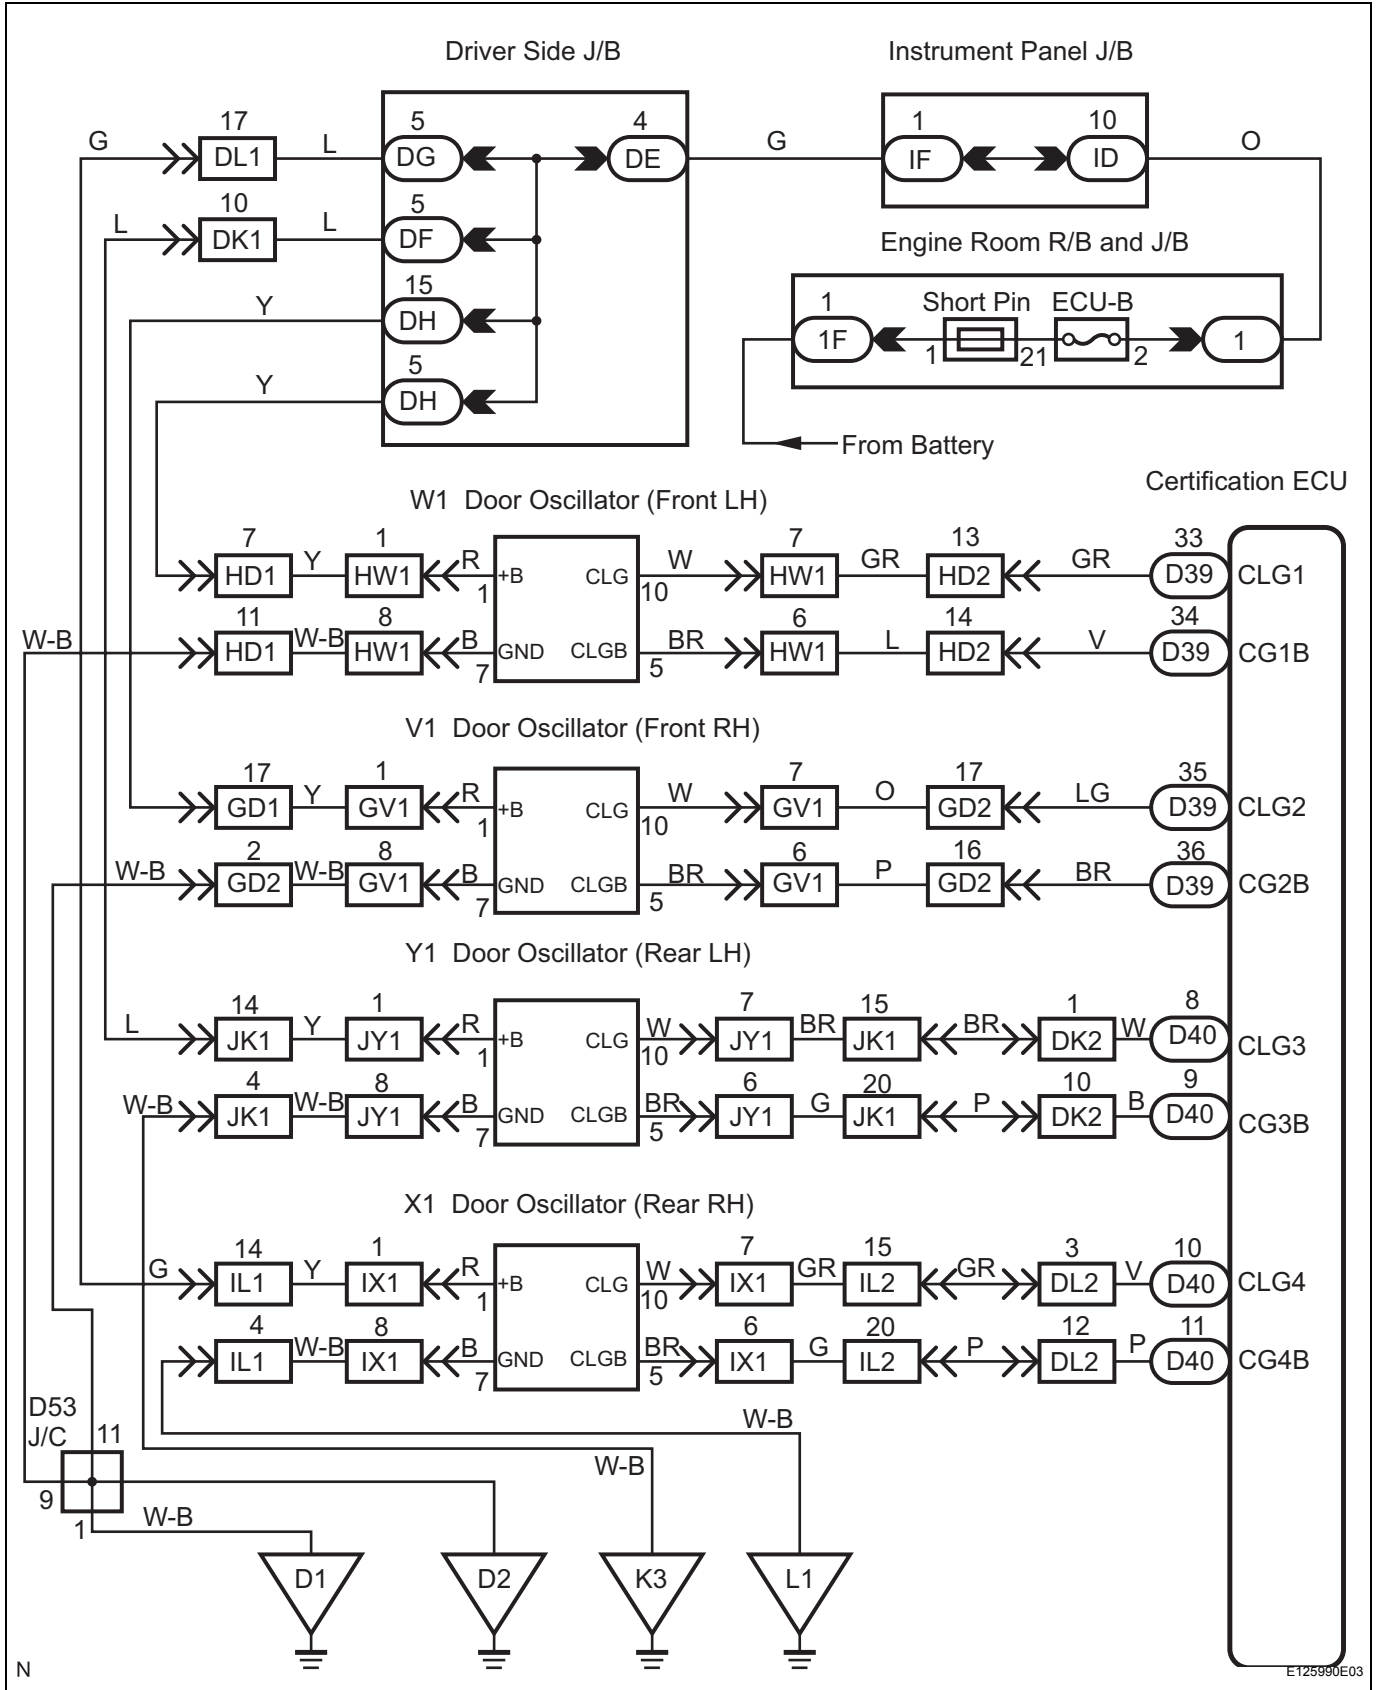 Driver Side J/B Instrument Panel J/B
17 5 4 1 10
G DL1 L DG DE G IF ID O
10 5
L DK1 L DF
Engine Room R/B and J/B
15
Y DH
1 Short Pin ECU-B
1F 1 21 2 1
5
Y DH
From Battery
Certification ECU
W1 Door Oscillator (Front LH)
7 1 7 13 33
HD1 Y HW1 R 1 +B CLG W 10 HW1 GR HD2 GR D39 CLG1
11 8 6 14 34
W-B HD1 W-B HW1 B 7 GND CLGB BR 5 HW1 L HD2 V D39 CG1B
V1 Door Oscillator (Front RH)
17 1 7 17 35
GD1 Y GV1 R 1 +B CLG W 10 GV1 O GD2 LG D39 CLG2
2 8 6 16 36
W-B GD2 W-B GV1 B 7 GND CLGB BR 5 GV1 P GD2 BR D39 CG2B
Y1 Door Oscillator (Rear LH)
14 1 7 15 1 8
L JK1 Y JY1 R 1 +B CLG W 10 JY1 BR JK1 BR DK2 W D40 CLG3
4 8 6 20 10 9
W-B JK1 W-B JY1 B 7 GND CLGB BR 5 JY1 G JK1 P DK2 B D40 CG3B
X1 Door Oscillator (Rear RH)
14 1 7 15 3 10
G IL1 Y IX1 R 1 +B CLG W 10 IX1 GR IL2 GR DL2 V D40 CLG4
4 8 6 20 12 11
IL1 W-B IX1 B 7 GND CLGB BR 5 IX1 G IL2 P DL2 P D40 CG4B
D53
J/C 11
W-B
W-B
9
1 W-B
D1 D2 K3 L1
N E125990E03